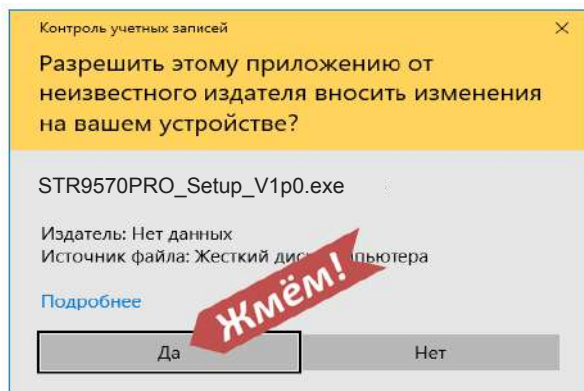 Контроль учетных записей
Разрешить этому приложению от
неизвестного издателя вносить изменения
на вашем устройстве?
STR9570PRO_Setup_V1p0.exe
Издатель: Нет данных
Источник файла: Жесткий диск
Жмём!
Подробнее
Да Нет